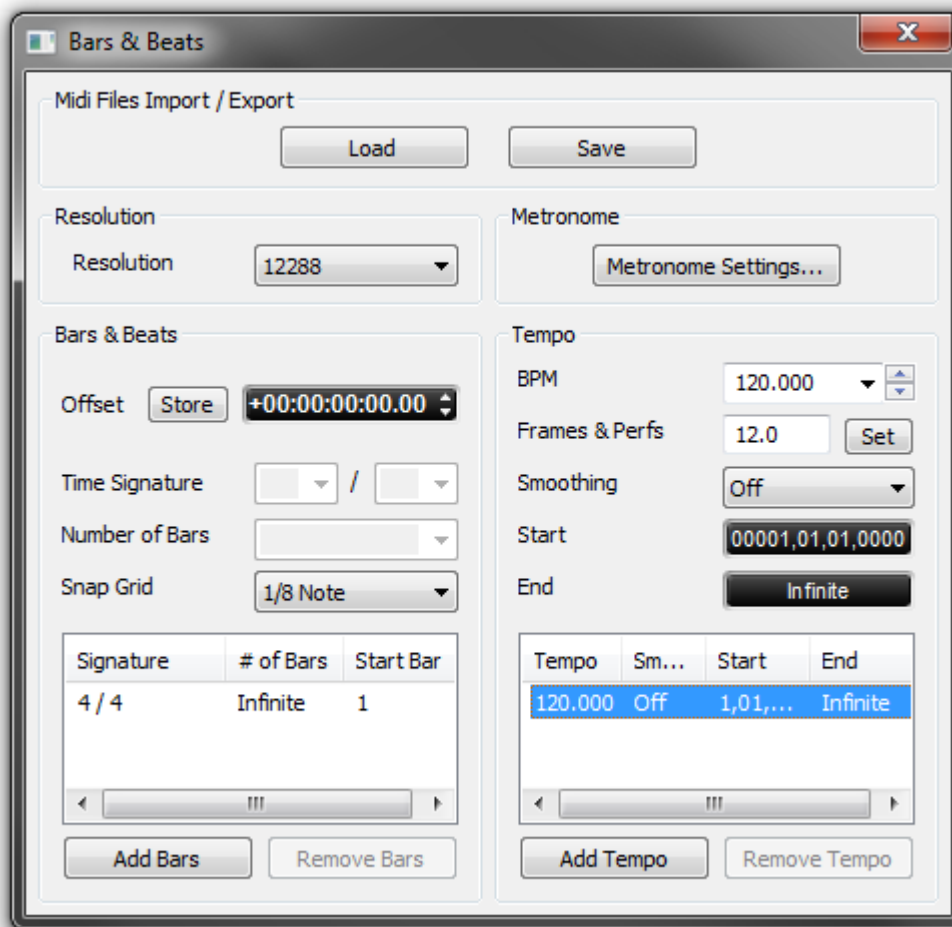 Bars & Beats
Midi Files Import / Export
Load Save
Resolution
Resolution 12288
Metronome
Metronome Settings...
Bars & Beats
Offset Store +00:00:00:00.00
Time Signature /
Number of Bars
Snap Grid 1/8 Note
Signature # of Bars Start Bar
4 / 4 Infinite 1
Add Bars Remove Bars
Tempo
BPM 120.000
Frames & Perfs 12.0 Set
Smoothing Off
Start 00001,01,01,0000
End Infinite
Tempo Sm... Start End
120.000 Off 1,01,... Infinite
Add Tempo Remove Tempo